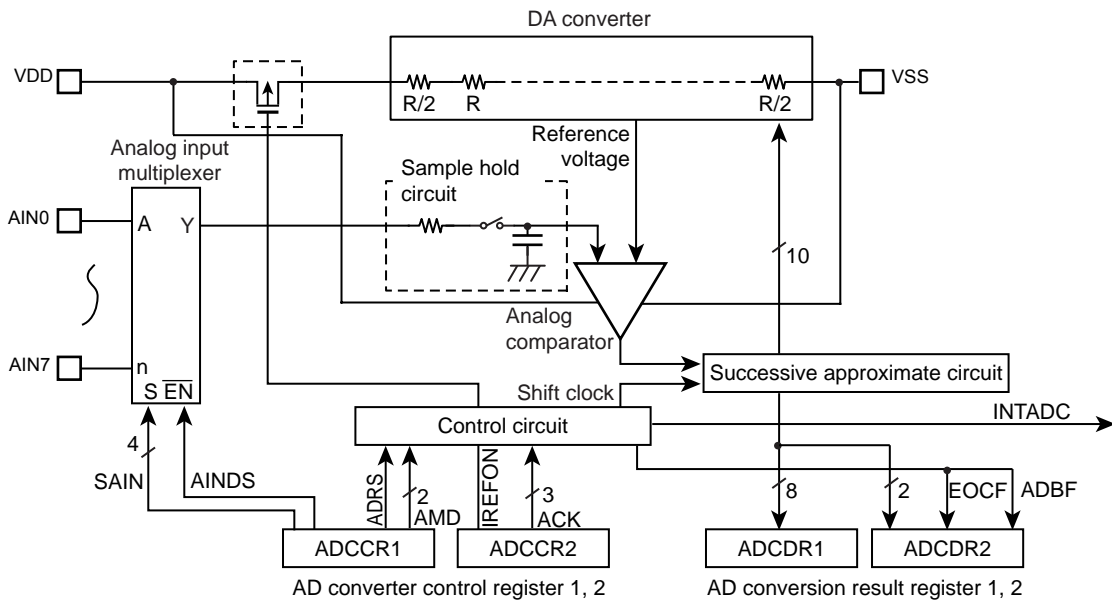 DA converter
VDD
R/2
R
R/2
VSS
Reference
voltage
Analog input
multiplexer
Sample hold
circuit
AIN0
A
Y
10
Analog
comparator
AIN7
n
S
EN
Successive approximate circuit
Shift clock
Control circuit
INTADC
4
SAIN
AINDS
ADRS
2
AMD
IREFON
3
ACK
8
2
EOCF
ADBF
ADCCR1
ADCCR2
ADCDR1
ADCDR2
AD converter control register 1, 2
AD conversion result register 1, 2